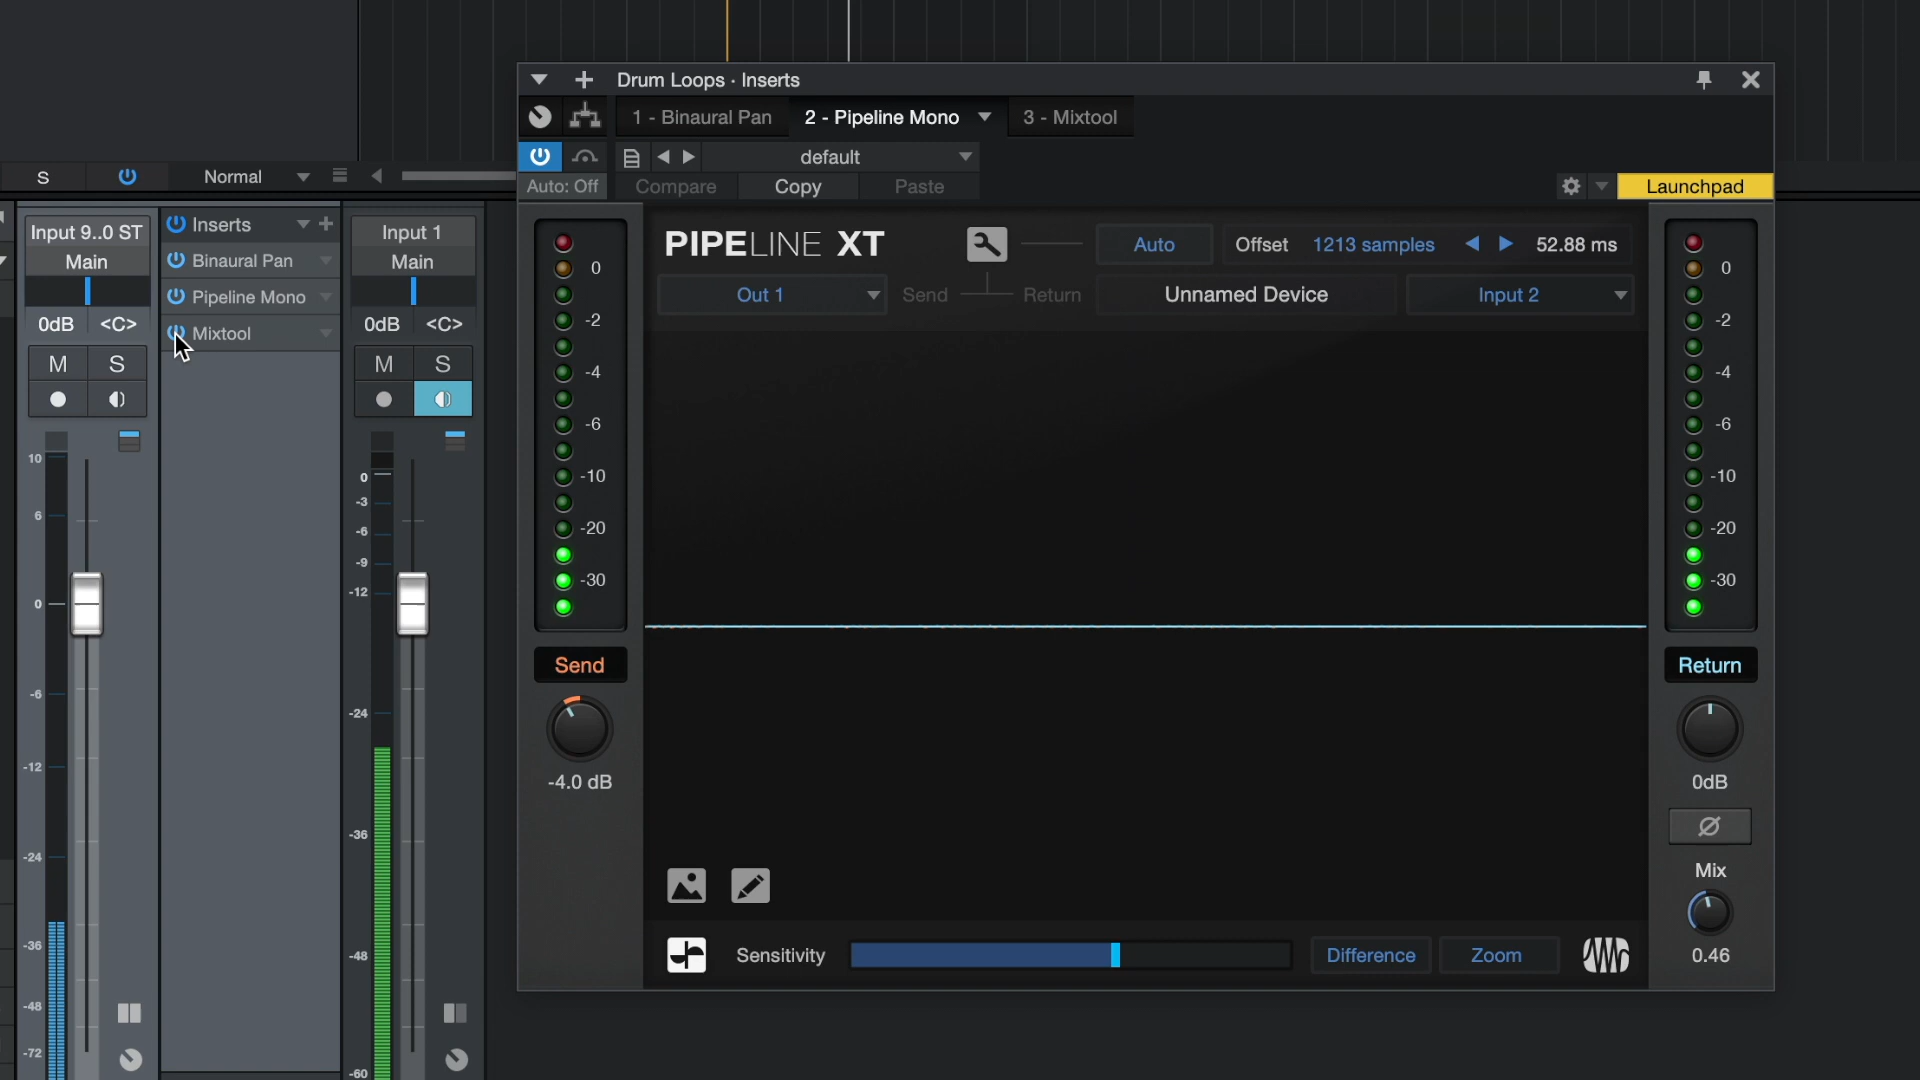 Drum Loops · Inserts
1 - Binaural Pan
2 - Pipeline Mono
3 - Mixtool
S
Normal
default
Auto: Off
Compare
Copy
Paste
Launchpad
Input 9..0 ST
Main
0dB
<C>
M
S
10
6
0
-6
-12
-24
-36
-48
-72
Inserts
Binaural Pan
Pipeline Mono
Mixtool
Input 1
Main
0dB
<C>
M
S
0
-3
-6
-9
-12
-24
-36
-48
-60
0
-2
-4
-6
-10
-20
-30
Send
-4.0 dB
PIPELINE XT
Auto
Offset
1213 samples
52.88 ms
Out 1
Send
Return
Unnamed Device
Input 2
Sensitivity
Difference
Zoom
0
-2
-4
-6
-10
-20
-30
Return
0dB
Ø
Mix
0.46